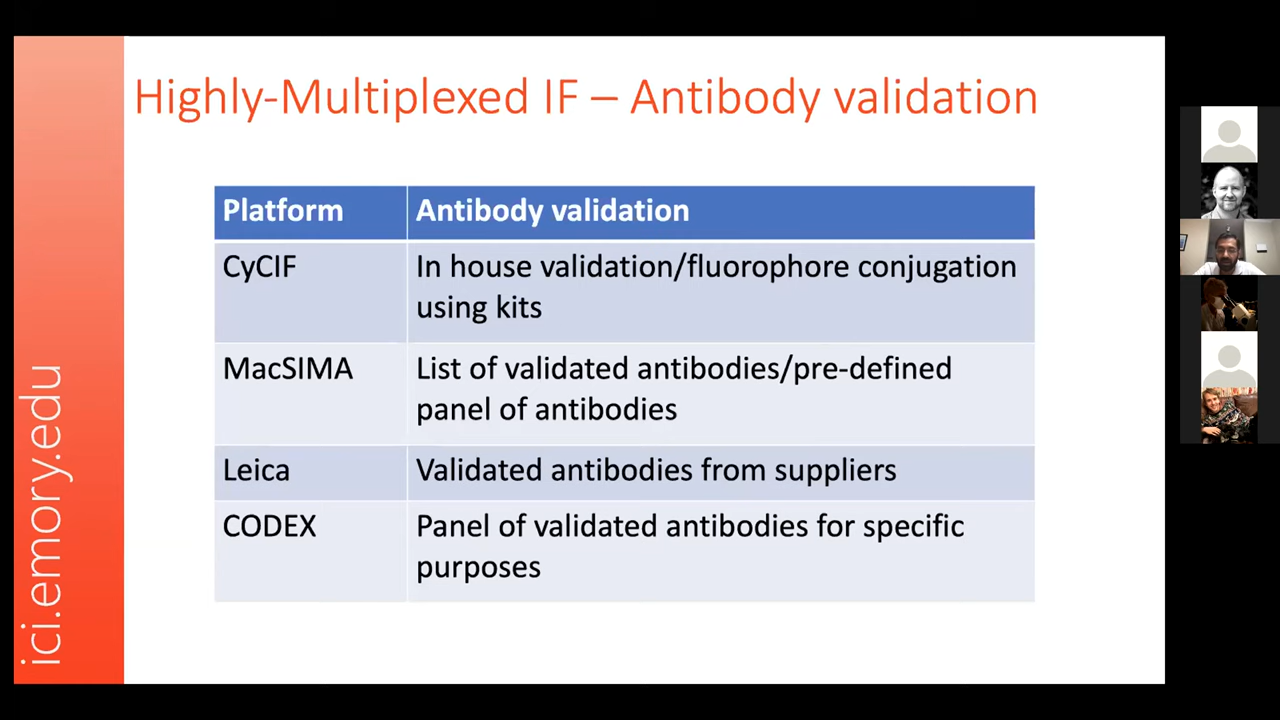 Highly-Multiplexed IF – Antibody validation
Platform
Antibody validation
CyCIF
In house validation/fluorophore conjugation
using kits
MacSIMA
List of validated antibodies/pre-defined
panel of antibodies
Leica
Validated antibodies from suppliers
CODEX
Panel of validated antibodies for specific
purposes
ici.emory.edu